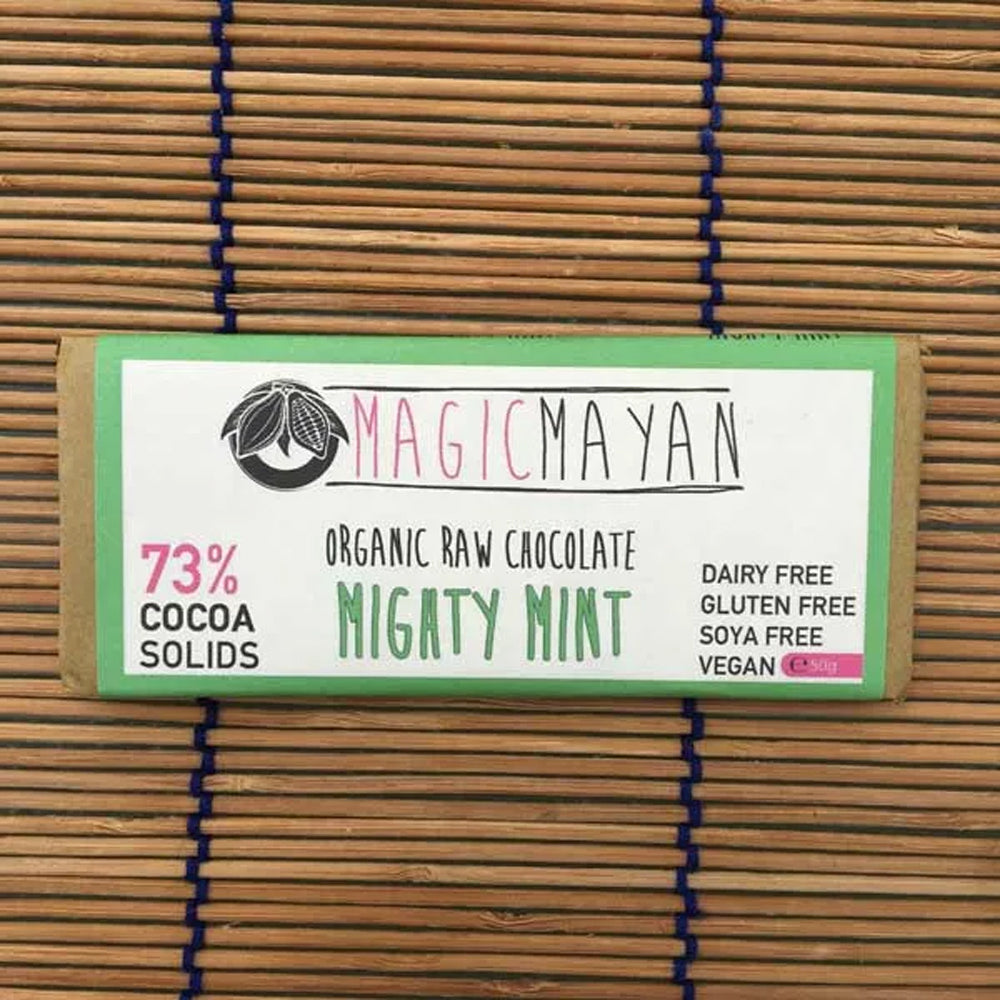 MAGICMAYAN
ORGANIC RAW CHOCOLATE
MIGHTY MINT
73%
COCOA
SOLIDS
DAIRY FREE
GLUTEN FREE
SOYA FREE
VEGAN ℮ 50g